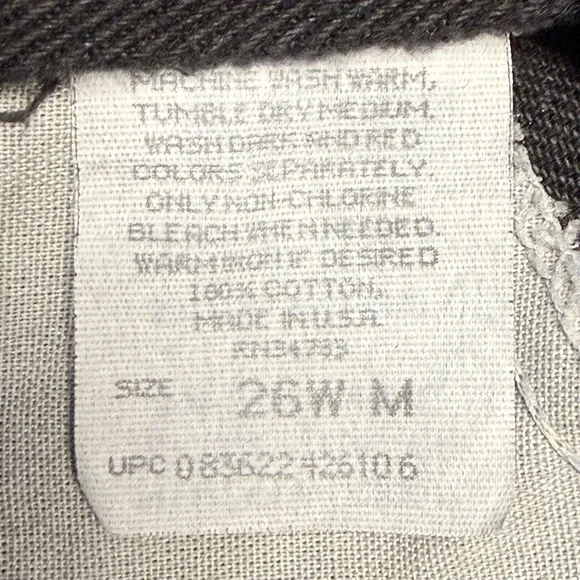 MACHINE WASH WARM,
TUMBLE DRY MEDIUM.
WASH DARK AND RED
COLORS SEPARATELY.
ONLY NON-CHLORINE
BLEACH WHEN NEEDED.
WARM IRON IF DESIRED
100% COTTON,
MADE IN U.S.A.
SIZE 26W M
UPC 083622426106